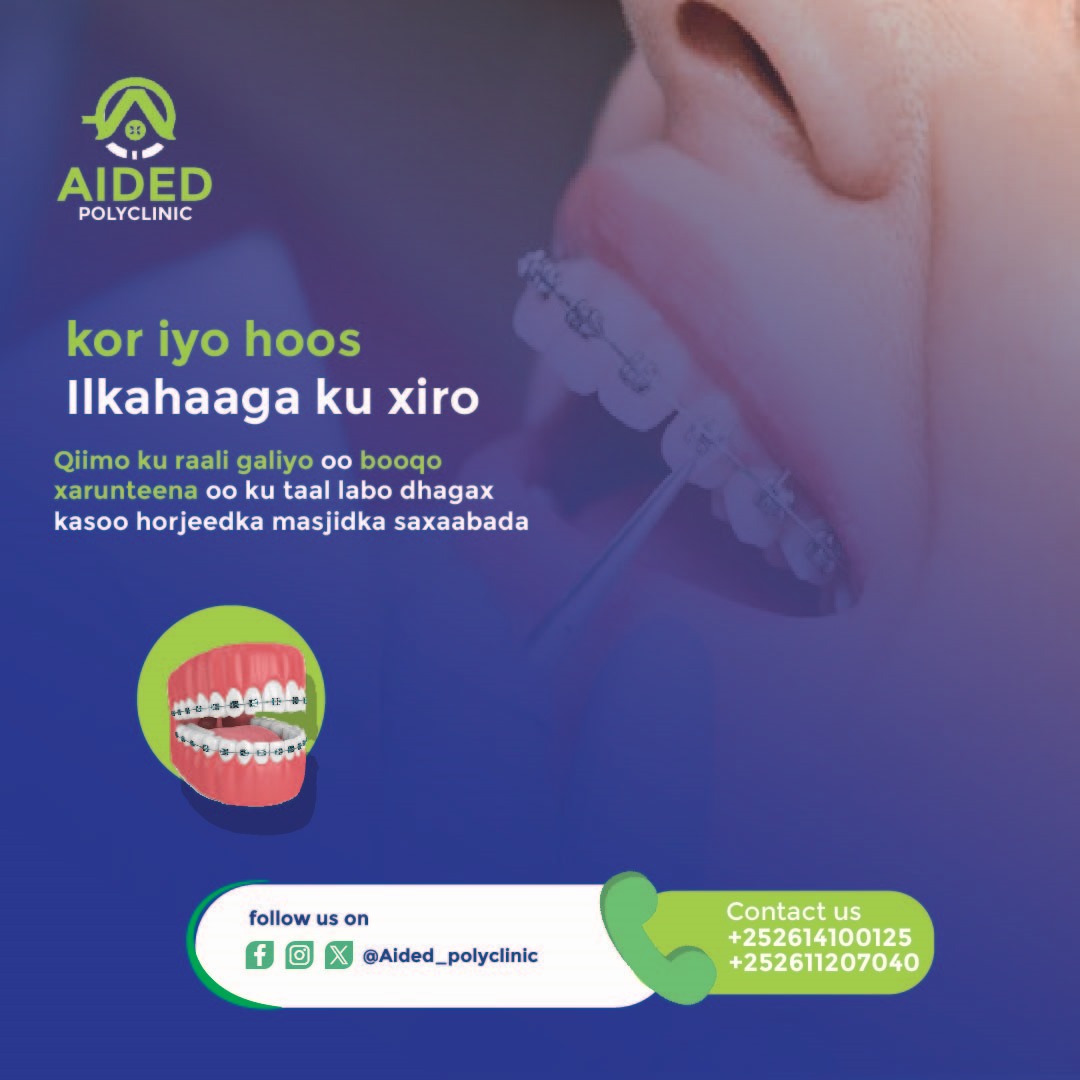 AIDED
POLYCLINIC
kor iyo hoos
Ilkahaaga ku xiro
Qiimo ku raali galiyo oo booqo
xarunteena oo ku taal labo dhagax
kasoo horjeedka masjidka saxaabada
follow us on
@Aided_polyclinic
Contact us
+252614100125
+252611207040